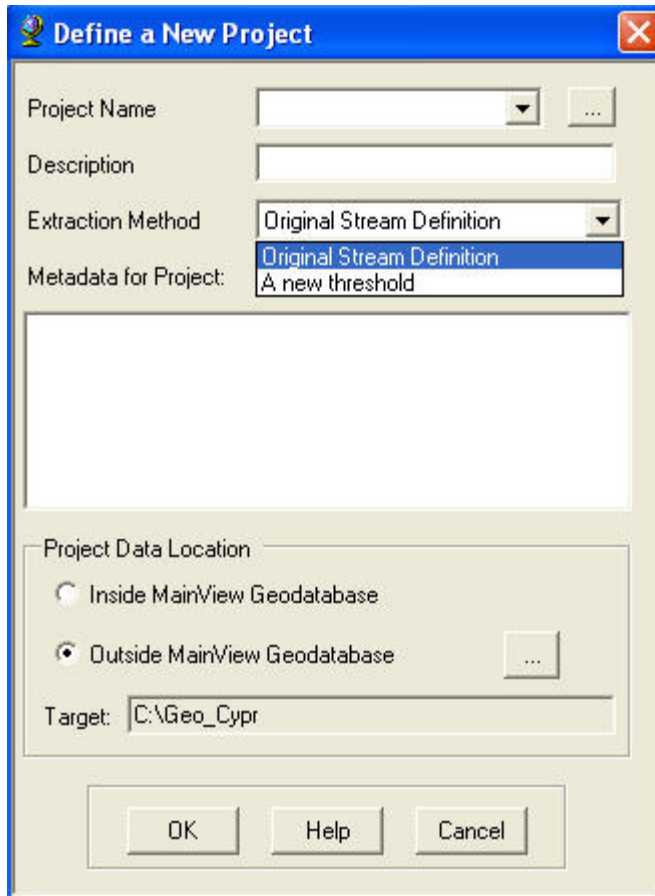 Define a New Project
Project Name
...
Description
Extraction Method
Original Stream Definition
Original Stream Definition
A new threshold
Metadata for Project:
Project Data Location
Inside MainView Geodatabase
Outside MainView Geodatabase
...
Target: C:\Geo_Cypr
OK Help Cancel